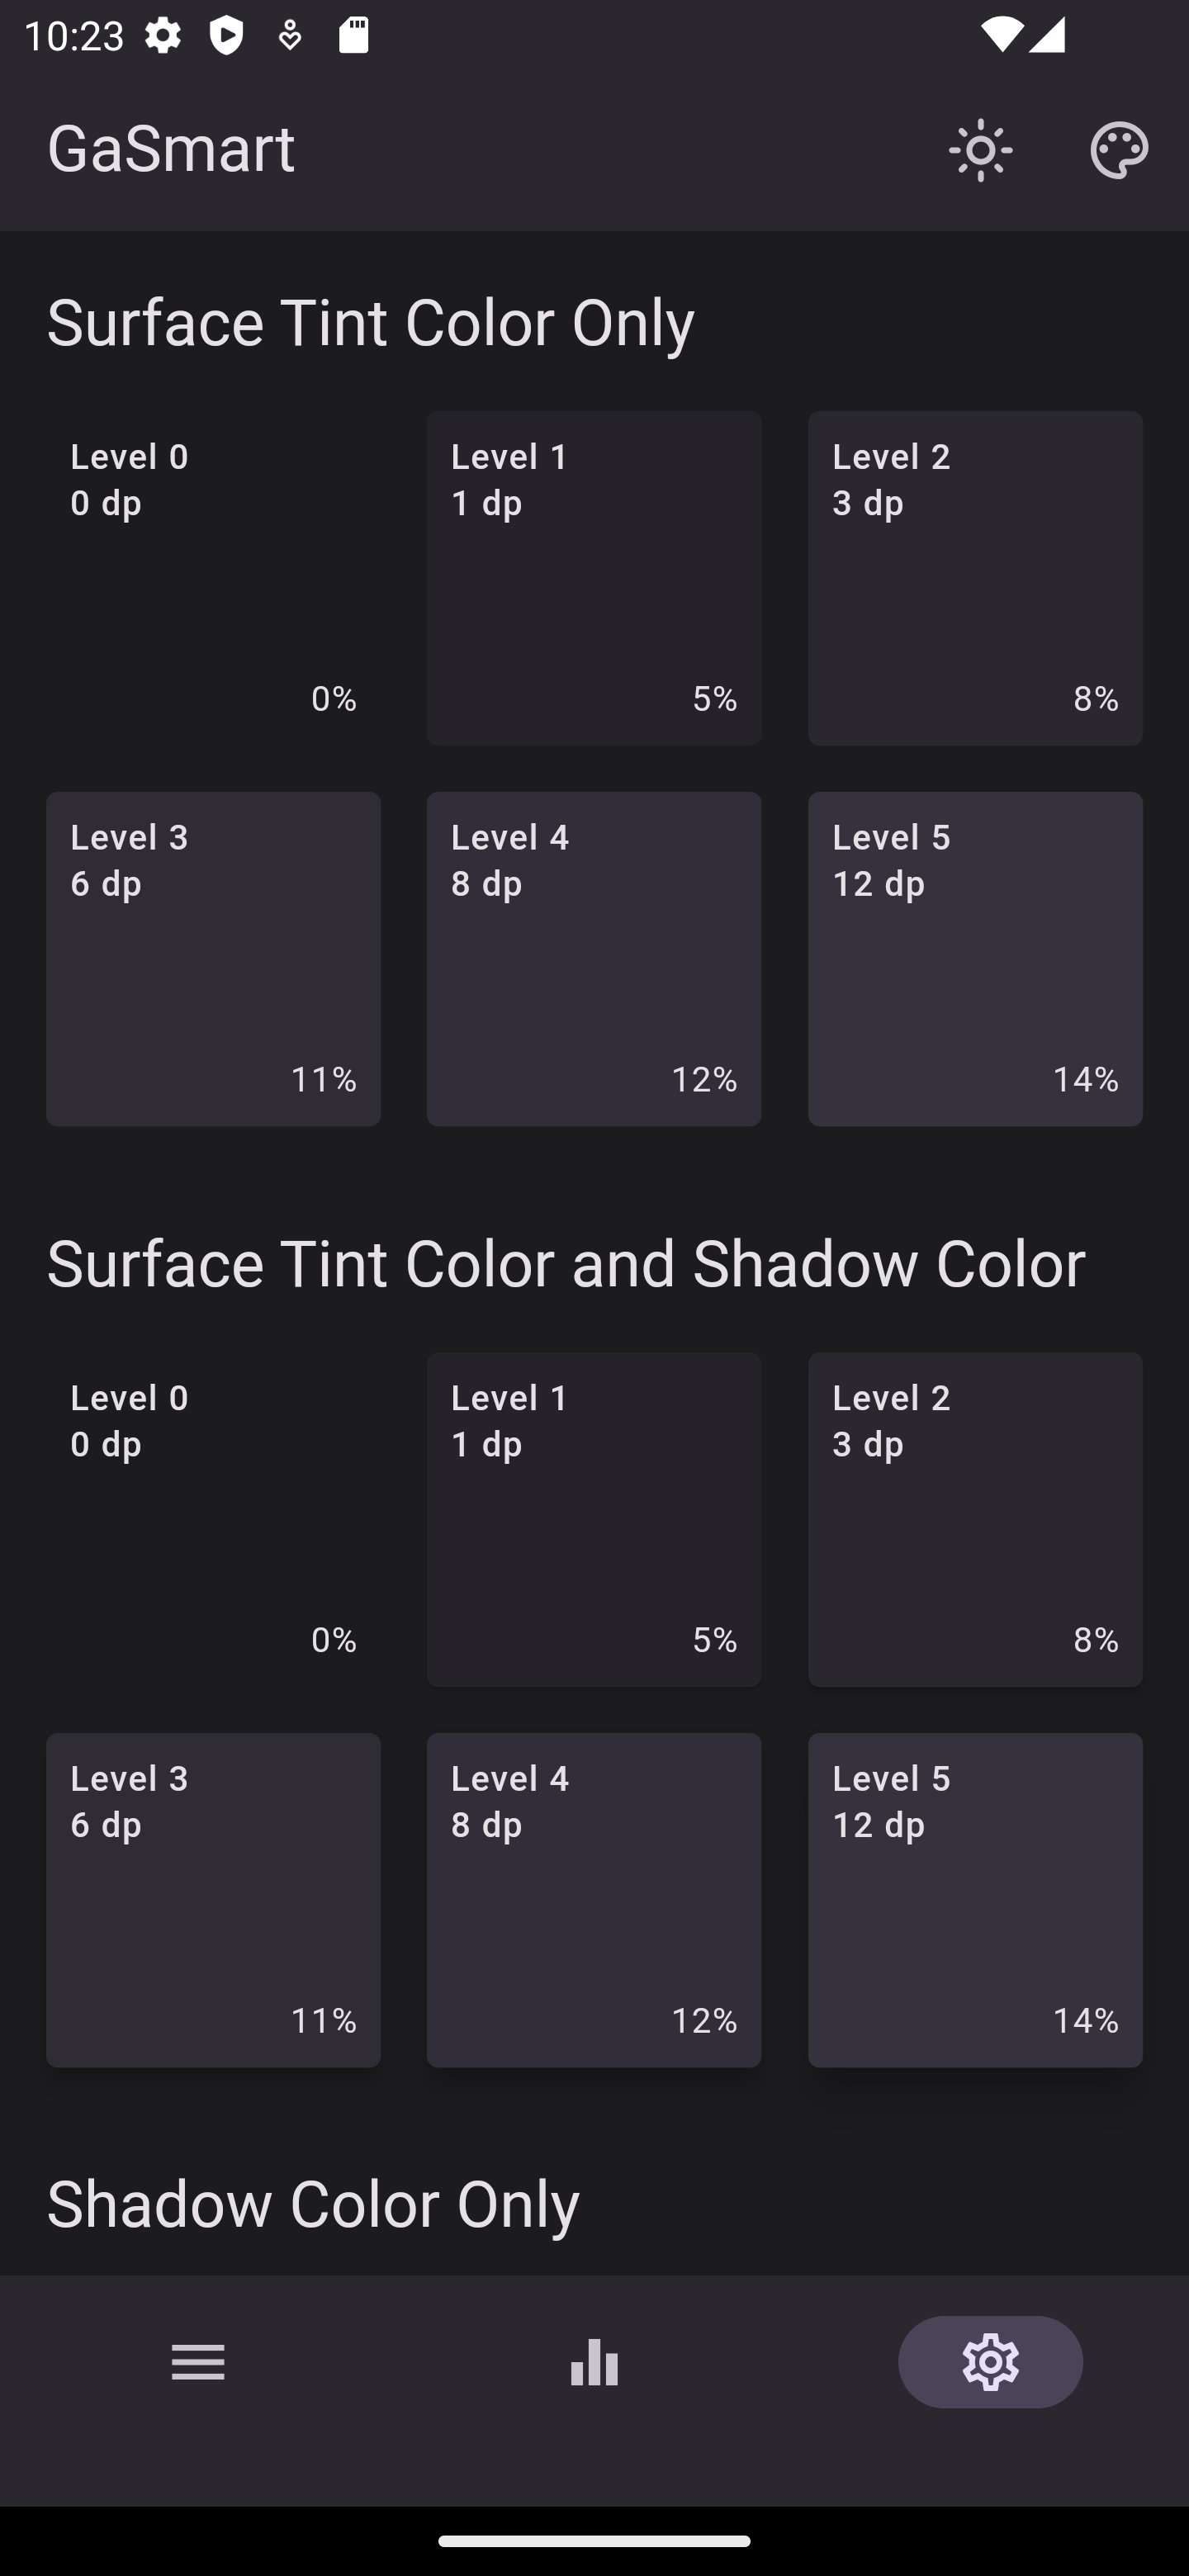 10:23
GaSmart
Surface Tint Color Only
Level 0
0 dp
0%
Level 1
1 dp
5%
Level 2
3 dp
8%
Level 3
6 dp
11%
Level 4
8 dp
12%
Level 5
12 dp
14%
Surface Tint Color and Shadow Color
Level 0
0 dp
0%
Level 1
1 dp
5%
Level 2
3 dp
8%
Level 3
6 dp
11%
Level 4
8 dp
12%
Level 5
12 dp
14%
Shadow Color Only